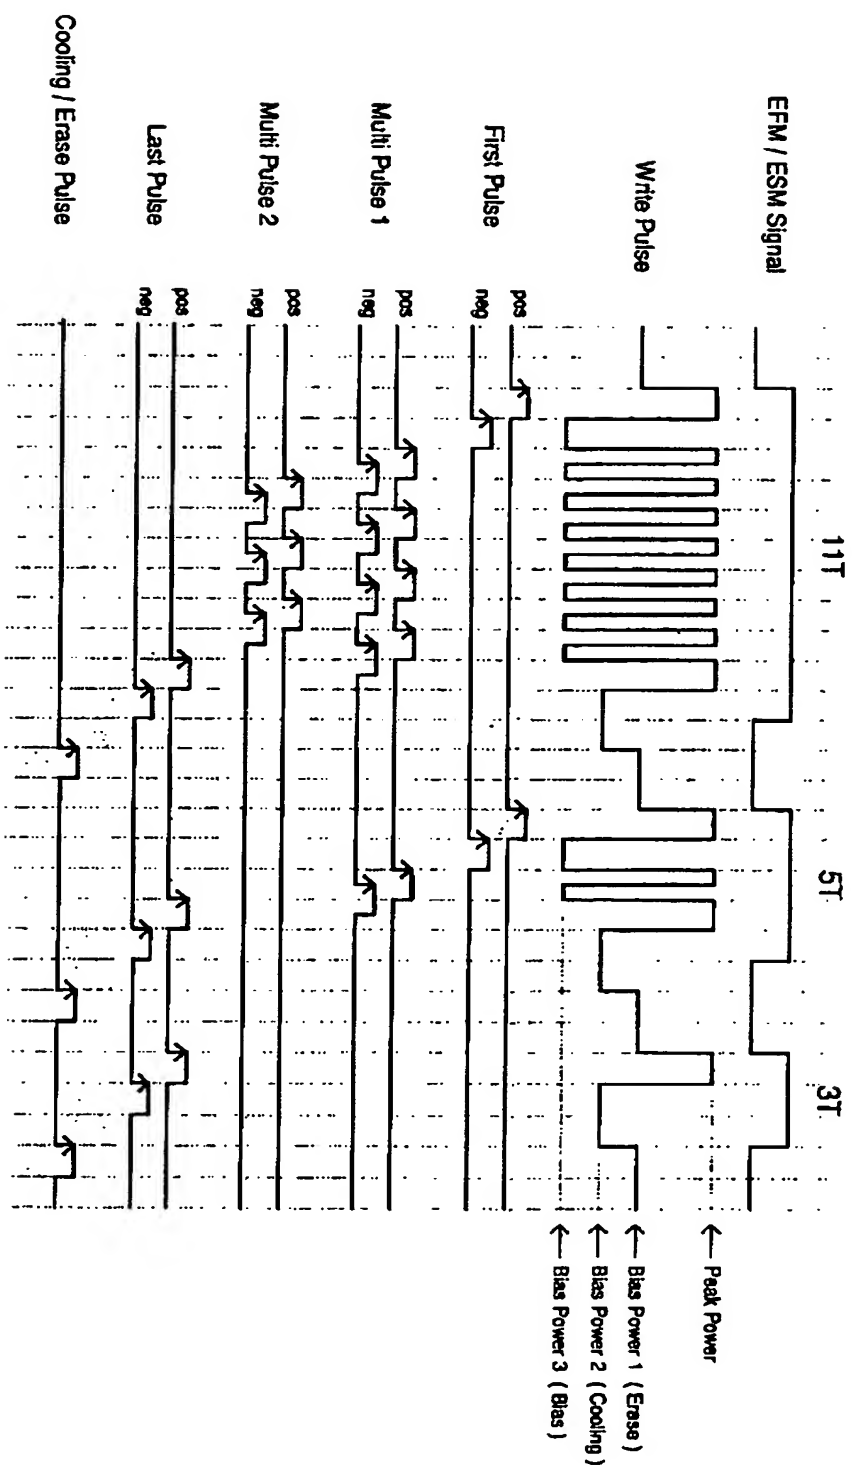 11T
5T
3T
EFM / ESM Signal
Write Pulse
Peak Power
Bias Power 1 ( Erase )
Bias Power 2 ( Cooling )
Bias Power 3 ( Bias )
First Pulse
pos
neg
Multi Pulse 1
pos
neg
Multi Pulse 2
pos
neg
Last Pulse
pos
neg
Cooling / Erase Pulse